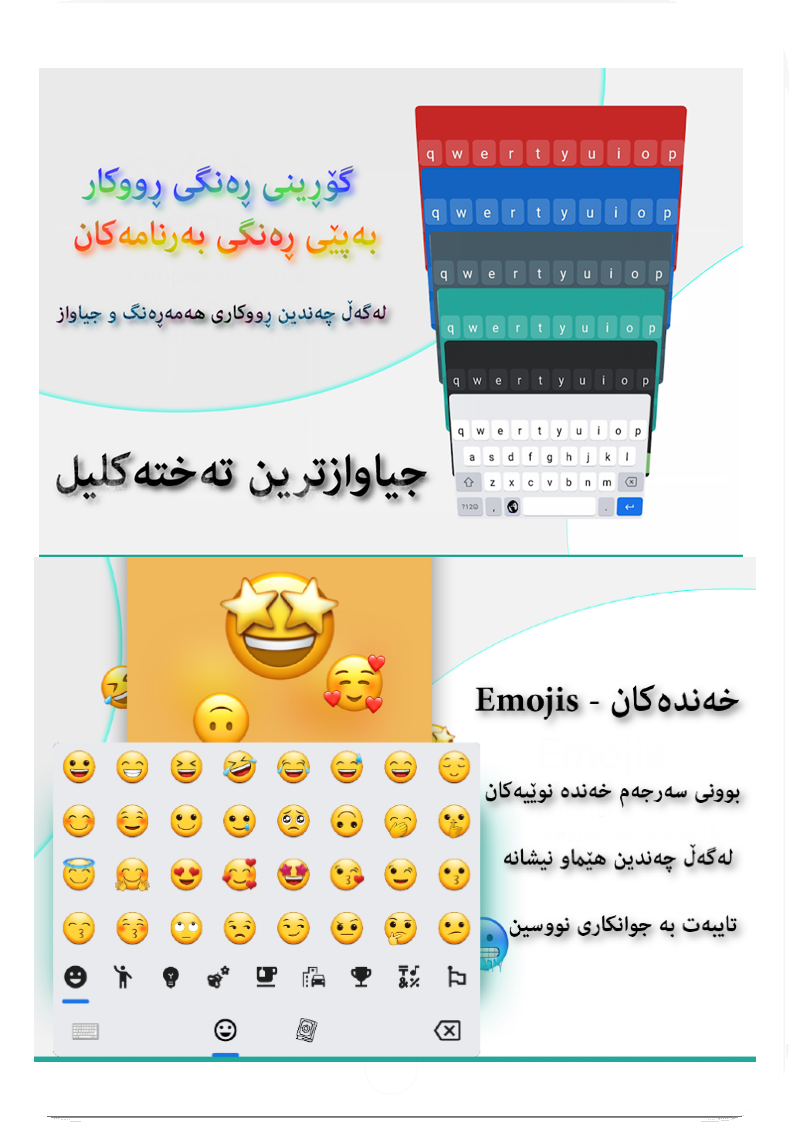 گۆڕینی ڕەنگی ڕووکار
بەپێی ڕەنگی بەرنامەکان
لەگەڵ چەندین ڕووکاری هەمەڕەنگ و جیاواز
جیاوازترین تەختەکلیل
q w e r t y u i o p
q w e r t y u i o p
q w e r t y u i o p
q w e r t y u i o p
q w e r t y u i o p
q w e r t y u i o p
a s d f g h j k l
z x c v b n m
?123 , .
خەندەکان - Emojis
بوونی سەرجەم خەندە نوێیەکان
لەگەڵ چەندین هێماو نیشانە
تایبەت بە جوانکاری نووسین